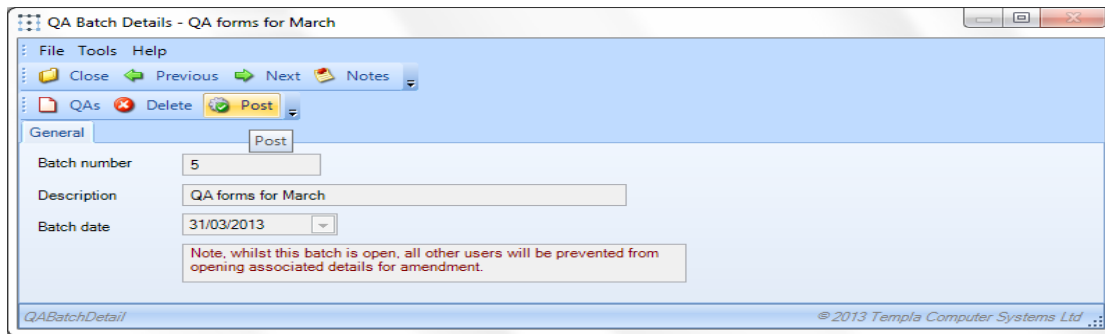 QA Batch Details - QA forms for March
File Tools Help
Close Previous Next Notes
QAs Delete Post
General
Post
Batch number 5
Description QA forms for March
Batch date 31/03/2013
Note, whilst this batch is open, all other users will be prevented from
opening associated details for amendment.
QABatchDetail © 2013 Templa Computer Systems Ltd